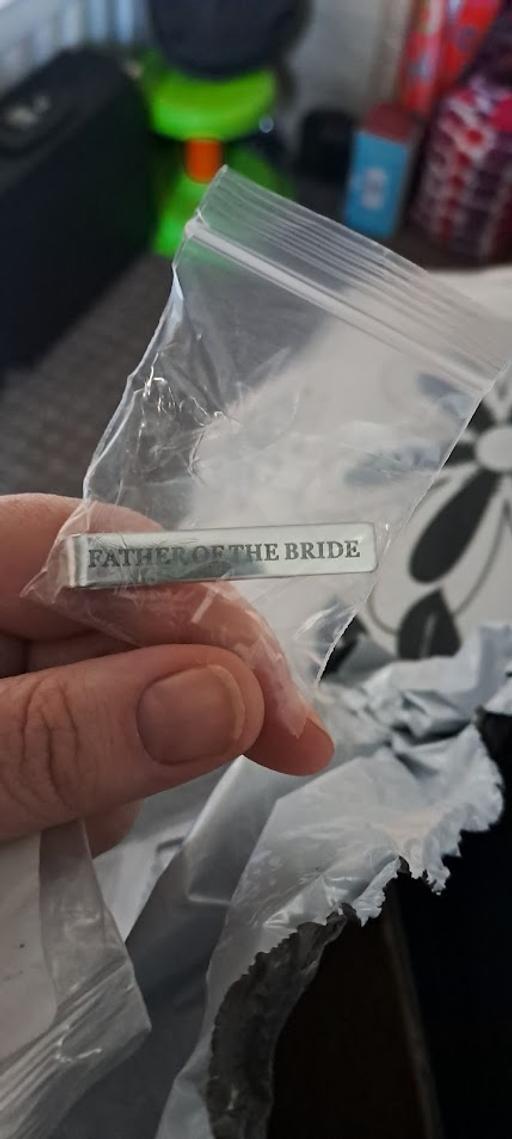 FATHER OF THE BRIDE